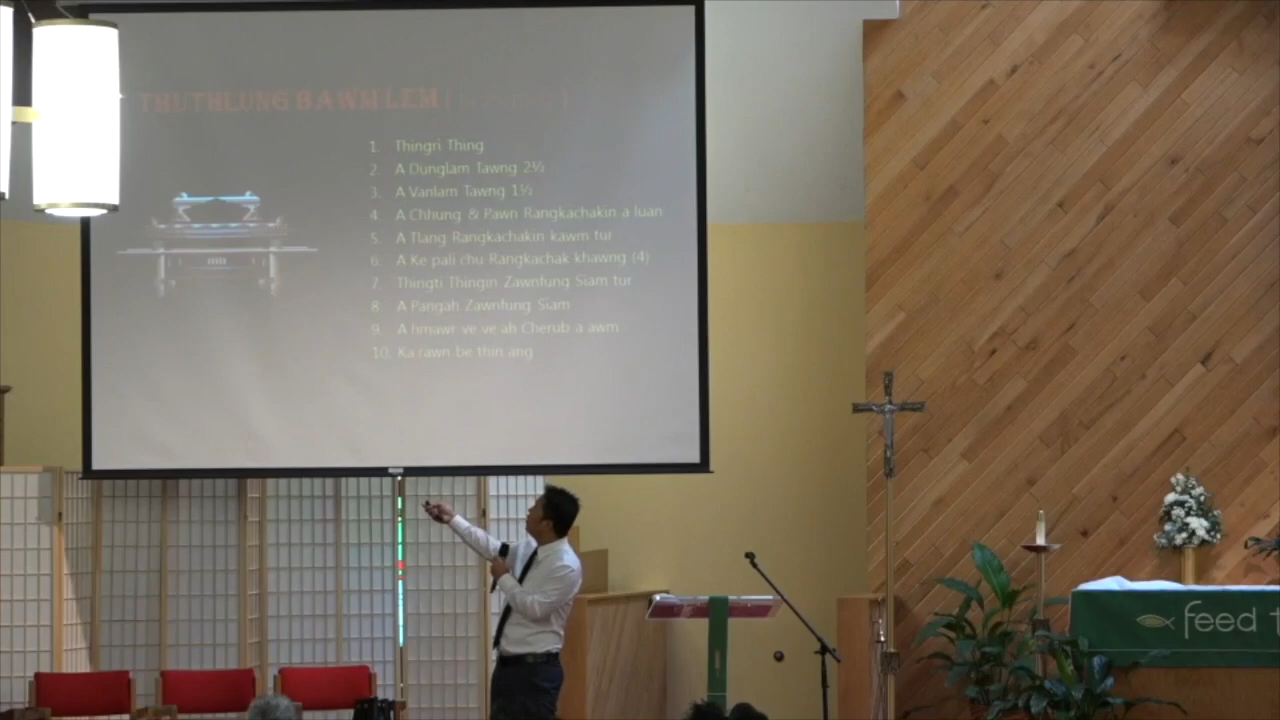 THUTHLUNG BAWM LEM
1. Thingri Thing
2. A Dunglam Tawng 2½
3. A Vanlam Tawng 1½
4. A Chhung & Pawn Rangkachakin a luan
5. A Tlang Rangkachakin kawm tur
6. A Ke pali chu Rangkachak khawng (4)
7. Thingti Thingin Zawnfung Siam tur
8. A Pangah Zawnfung Siam
9. A hmawr ve ve ah Cherub a awm
10. Ka rawn be thin ang
feed